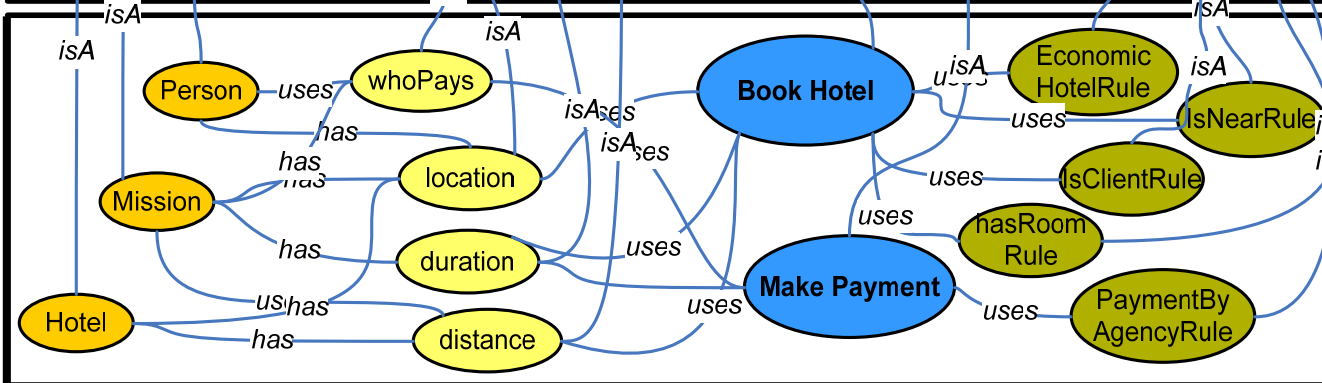 isA
isA
isA
isA
isA
isA
Economic
HotelRule
Person
uses
whoPays
Book Hotel
uses
isA
uses
uses
IsNearRule
has
isA
uses
has
has
Mission
location
uses
IsClientRule
has
duration
uses
uses
hasRoom
Rule
Hotel
uses
has
has
distance
uses
Make Payment
uses
PaymentBy
AgencyRule